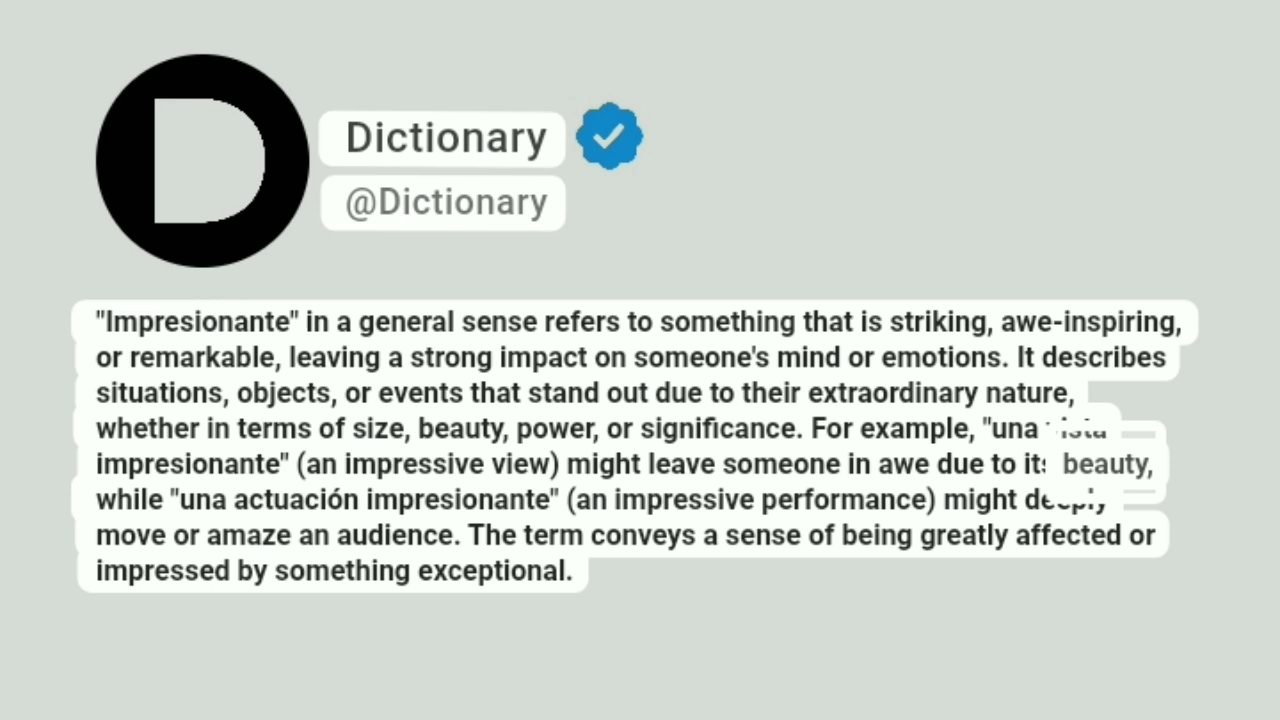 D
Dictionary
@Dictionary
"Impresionante" in a general sense refers to something that is striking, awe-inspiring,
or remarkable, leaving a strong impact on someone's mind or emotions. It describes
situations, objects, or events that stand out due to their extraordinary nature,
whether in terms of size, beauty, power, or significance. For example, "una vista
impresionante" (an impressive view) might leave someone in awe due to its beauty,
while "una actuación impresionante" (an impressive performance) might deeply
move or amaze an audience. The term conveys a sense of being greatly affected or
impressed by something exceptional.